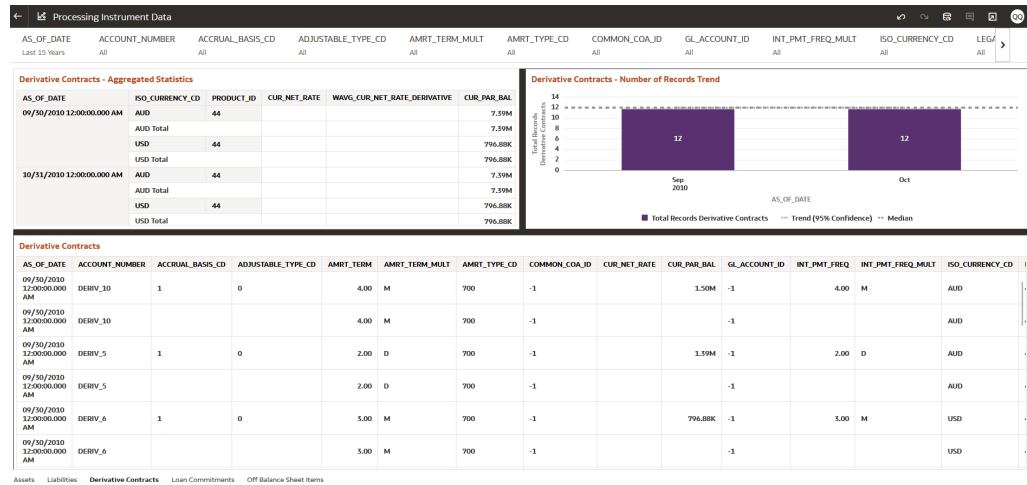 Processing Instrument Data
QQ
AS_OF_DATE ACCOUNT_NUMBER ACCRUAL_BASIS_CD ADJUSTABLE_TYPE_CD AMRT_TERM_MULT AMRT_TYPE_CD COMMON_COA_ID GL_ACCOUNT_ID INT_PMT_FREQ_MULT ISO_CURRENCY_CD LEGA
Last 15 Years All All All All All All All All All All
Derivative Contracts - Aggregated Statistics
AS_OF_DATE ISO_CURRENCY_CD PRODUCT_ID CUR_NET_RATE WAVG_CUR_NET_RATE_DERIVATIVE CUR_PAR_BAL
09/30/2010 12:00:00.000 AM AUD 44 7.39M
AUD Total 7.39M
USD 44 796.88K
USD Total 796.88K
10/31/2010 12:00:00.000 AM AUD 44 7.39M
AUD Total 7.39M
USD 44 796.88K
USD Total 796.88K
Derivative Contracts - Number of Records Trend
Total Records
Derivative Contracts
14
12
10
8
6
4
2
0
12 12
Sep Oct
2010
AS_OF_DATE
Total Records Derivative Contracts Trend (95% Confidence) Median
Derivative Contracts
AS_OF_DATE ACCOUNT_NUMBER ACCRUAL_BASIS_CD ADJUSTABLE_TYPE_CD AMRT_TERM AMRT_TERM_MULT AMRT_TYPE_CD COMMON_COA_ID CUR_NET_RATE CUR_PAR_BAL GL_ACCOUNT_ID INT_PMT_FREQ INT_PMT_FREQ_MULT ISO_CURRENCY_CD
09/30/2010
12:00:00.000 DERIV_10 1 0 4.00 M 700 -1 1.50M -1 4.00 M AUD
AM
09/30/2010
12:00:00.000 DERIV_10 4.00 M 700 -1 -1 AUD
AM
09/30/2010
12:00:00.000 DERIV_5 1 0 2.00 D 700 -1 1.39M -1 2.00 D AUD
AM
09/30/2010
12:00:00.000 DERIV_5 2.00 D 700 -1 -1 AUD
AM
09/30/2010
12:00:00.000 DERIV_6 1 0 3.00 M 700 -1 796.88K -1 3.00 M USD
AM
09/30/2010
12:00:00.000 DERIV_6 3.00 M 700 -1 -1 USD
AM
Assets Liabilities Derivative Contracts Loan Commitments Off Balance Sheet Items